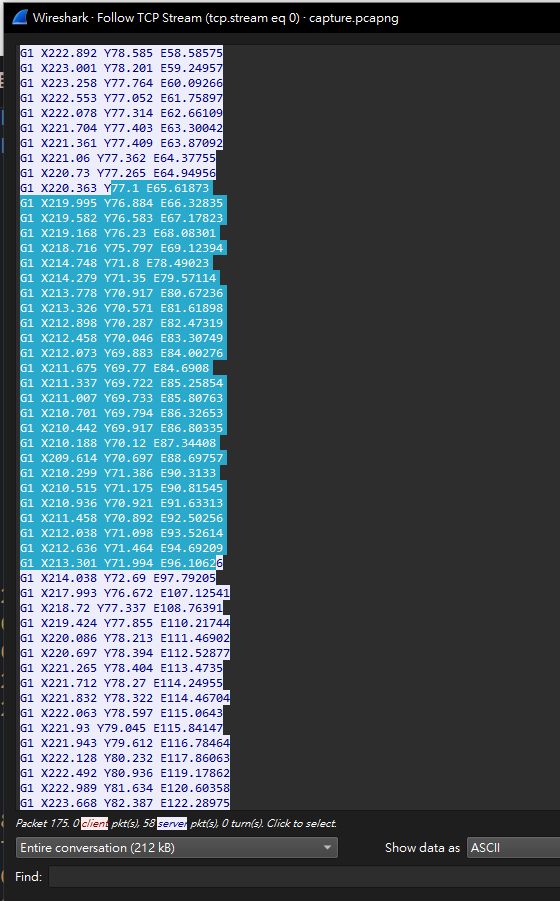 Wireshark · Follow TCP Stream (tcp.stream eq 0) · capture.pcapng
G1 X222.892 Y78.585 E58.58575
G1 X223.001 Y78.201 E59.24957
G1 X223.258 Y77.764 E60.09266
G1 X222.553 Y77.052 E61.75897
G1 X222.078 Y77.314 E62.66109
G1 X221.704 Y77.403 E63.30042
G1 X221.361 Y77.409 E63.87092
G1 X221.06 Y77.362 E64.37755
G1 X220.73 Y77.265 E64.94956
G1 X220.363 Y77.1 E65.61873
G1 X219.995 Y76.884 E66.32835
G1 X219.582 Y76.583 E67.17823
G1 X219.168 Y76.23 E68.08301
G1 X218.716 Y75.797 E69.12394
G1 X214.748 Y71.8 E78.49023
G1 X214.279 Y71.35 E79.57114
G1 X213.778 Y70.917 E80.67236
G1 X213.326 Y70.571 E81.61898
G1 X212.898 Y70.287 E82.47319
G1 X212.458 Y70.046 E83.30749
G1 X212.073 Y69.883 E84.00276
G1 X211.675 Y69.77 E84.6908
G1 X211.337 Y69.722 E85.25854
G1 X211.007 Y69.733 E85.80763
G1 X210.701 Y69.794 E86.32653
G1 X210.442 Y69.917 E86.80335
G1 X210.188 Y70.12 E87.34408
G1 X209.614 Y70.697 E88.69757
G1 X210.299 Y71.386 E90.3133
G1 X210.515 Y71.175 E90.81545
G1 X210.936 Y70.921 E91.63313
G1 X211.458 Y70.892 E92.50256
G1 X212.038 Y71.098 E93.52614
G1 X212.636 Y71.464 E94.69209
G1 X213.301 Y71.994 E96.10626
G1 X214.038 Y72.69 E97.79205
G1 X217.993 Y76.672 E107.12541
G1 X218.72 Y77.337 E108.76391
G1 X219.424 Y77.855 E110.21744
G1 X220.086 Y78.213 E111.46902
G1 X220.697 Y78.394 E112.52877
G1 X221.265 Y78.404 E113.4735
G1 X221.712 Y78.27 E114.24955
G1 X221.832 Y78.322 E114.46704
G1 X222.063 Y78.597 E115.0643
G1 X221.93 Y79.045 E115.84147
G1 X221.943 Y79.612 E116.78464
G1 X222.128 Y80.232 E117.86063
G1 X222.492 Y80.936 E119.17862
G1 X222.989 Y81.634 E120.60358
G1 X223.668 Y82.387 E122.28975
Packet 175. 0 client pkt(s), 58 server pkt(s), 0 turn(s). Click to select.
Entire conversation (212 kB) Show data as ASCII
Find: